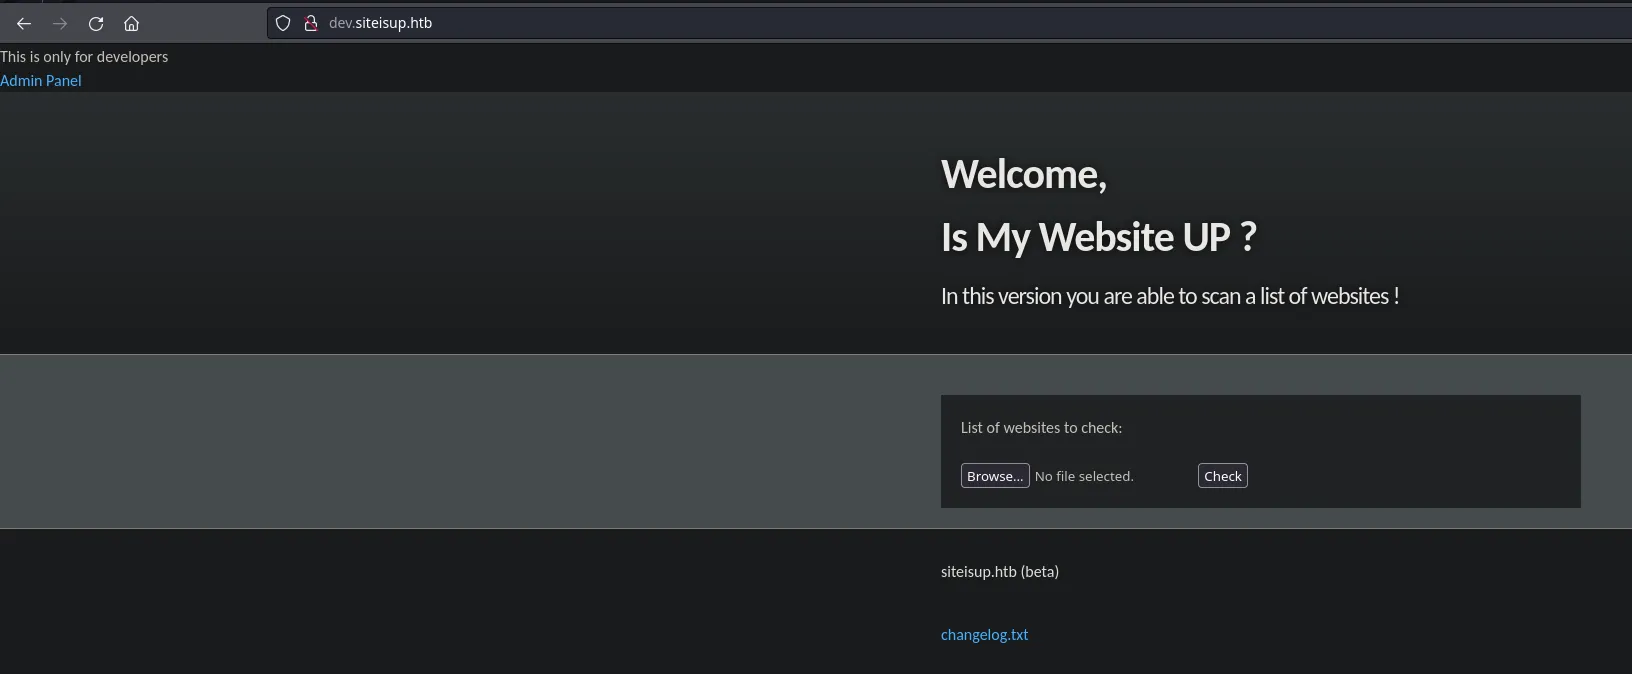 dev.siteisup.htb
This is only for developers
Admin Panel
Welcome,
Is My Website UP ?
In this version you are able to scan a list of websites !
List of websites to check:
Browse... No file selected. Check
siteisup.htb (beta)
changelog.txt